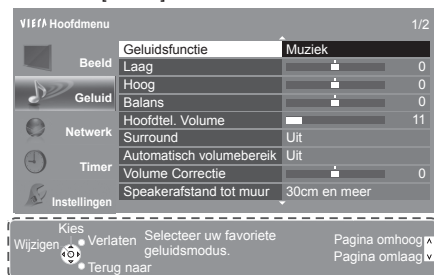 VIErA Hoofdmenu 1/2
Beeld
Geluid
Netwerk
Timer
Instellingen
Geluidsfunctie Muziek
Laag 0
Hoog 0
Balans 0
Hoofdtel. Volume 11
Surround Uit
Automatisch volumebereik Uit
Volume Correctie 0
Speakerafstand tot muur 30cm en meer
Kies
Wijzigen
Verlaten
Terug naar
Selecteer uw favoriete
geluidsmodus.
Pagina omhoog
Pagina omlaag